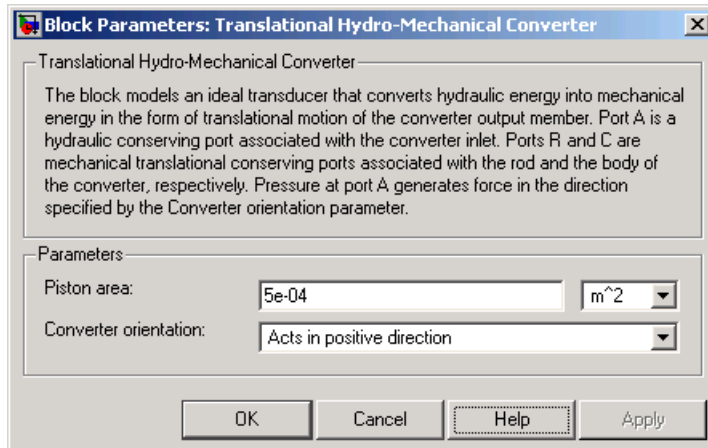 Block Parameters: Translational Hydro-Mechanical Converter
Translational Hydro-Mechanical Converter
The block models an ideal transducer that converts hydraulic energy into mechanical
energy in the form of translational motion of the converter output member. Port A is a
hydraulic conserving port associated with the converter inlet. Ports R and C are
mechanical translational conserving ports associated with the rod and the body of
the converter, respectively. Pressure at port A generates force in the direction
specified by the Converter orientation parameter.
Parameters
Piston area: 5e-04 m^2
Converter orientation: Acts in positive direction
OK Cancel Help Apply